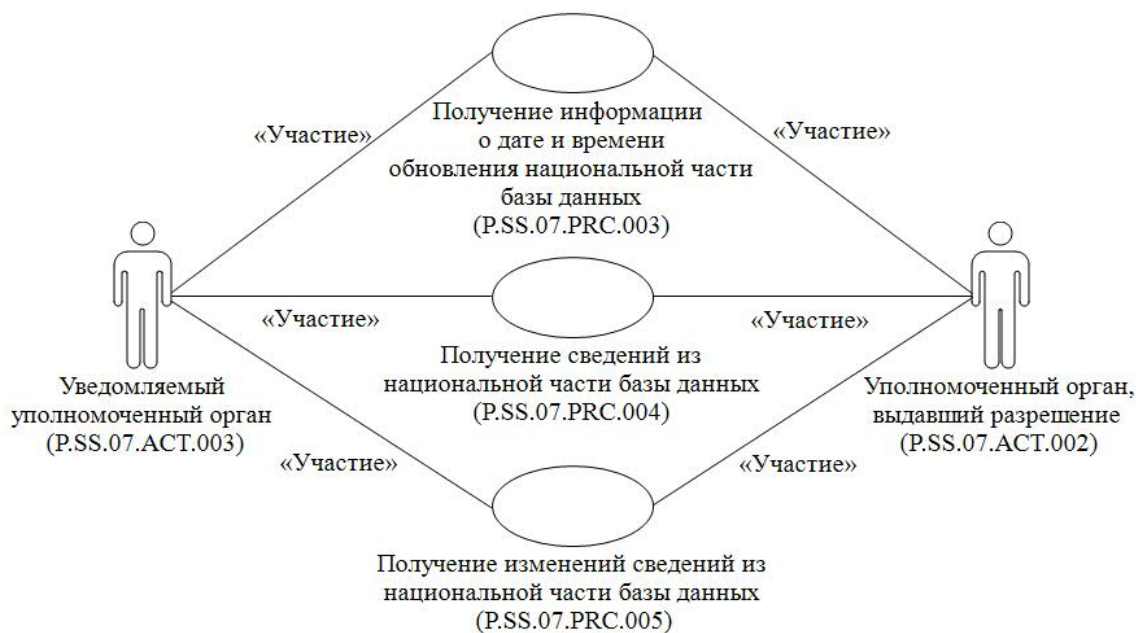 «Участие»
«Участие»
Получение информации
о дате и времени
обновления национальной части
базы данных
(P.SS.07.PRC.003)
«Участие»
«Участие»
Получение сведений из
национальной части базы данных
(P.SS.07.PRC.004)
Уведомляемый
уполномоченный орган
(P.SS.07.ACT.003)
Уполномоченный орган,
выдавший разрешение
(P.SS.07.ACT.002)
«Участие»
«Участие»
Получение изменений сведений из
национальной части базы данных
(P.SS.07.PRC.005)